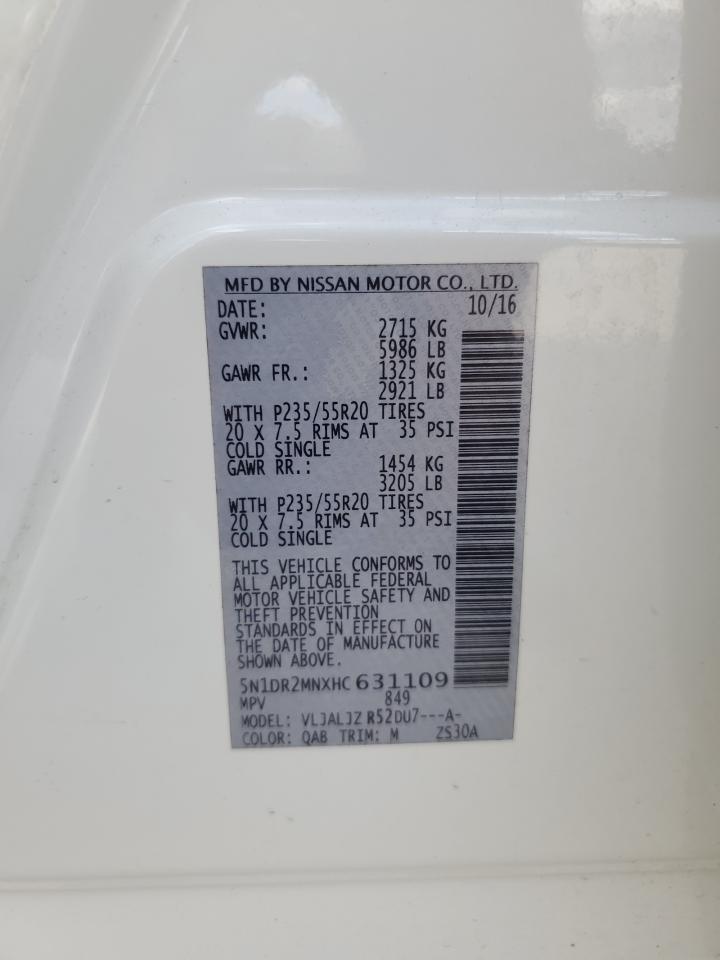 MFD BY NISSAN MOTOR CO., LTD.
DATE: 10/16
GVWR: 2715 KG
5986 LB
GAWR FR.: 1325 KG
2921 LB
WITH P235/55R20 TIRES
20 X 7.5 RIMS AT 35 PSI
COLD SINGLE
GAWR RR.: 1454 KG
3205 LB
WITH P235/55R20 TIRES
20 X 7.5 RIMS AT 35 PSI
COLD SINGLE
THIS VEHICLE CONFORMS TO
ALL APPLICABLE FEDERAL
MOTOR VEHICLE SAFETY AND
THEFT PREVENTION
STANDARDS IN EFFECT ON
THE DATE OF MANUFACTURE
SHOWN ABOVE.
5N1DR2MNXHC 631109
MPV 849
MODEL: VLJALJZ R52DU7---A-
COLOR: QAB TRIM: M ZS30A